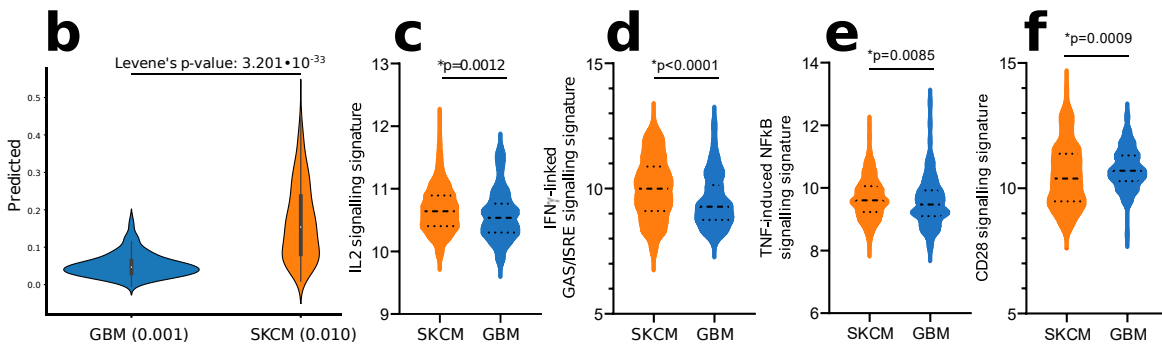 b
Levene's p-value: 3.201•10-33
Predicted
0.5
0.4
0.3
0.2
0.1
0.0
GBM (0.001)
SKCM (0.010)
c
*p=0.0012
IL2 signalling signature
13
12
11
10
9
SKCM
GBM
d
*p<0.0001
IFNγ-linked
GAS/ISRE signalling signature
15
10
5
SKCM
GBM
e
*p=0.0085
TNF-induced NFkB
signalling signature
14
12
10
8
6
SKCM
GBM
f
*p=0.0009
CD28 signalling signature
15
10
5
SKCM
GBM